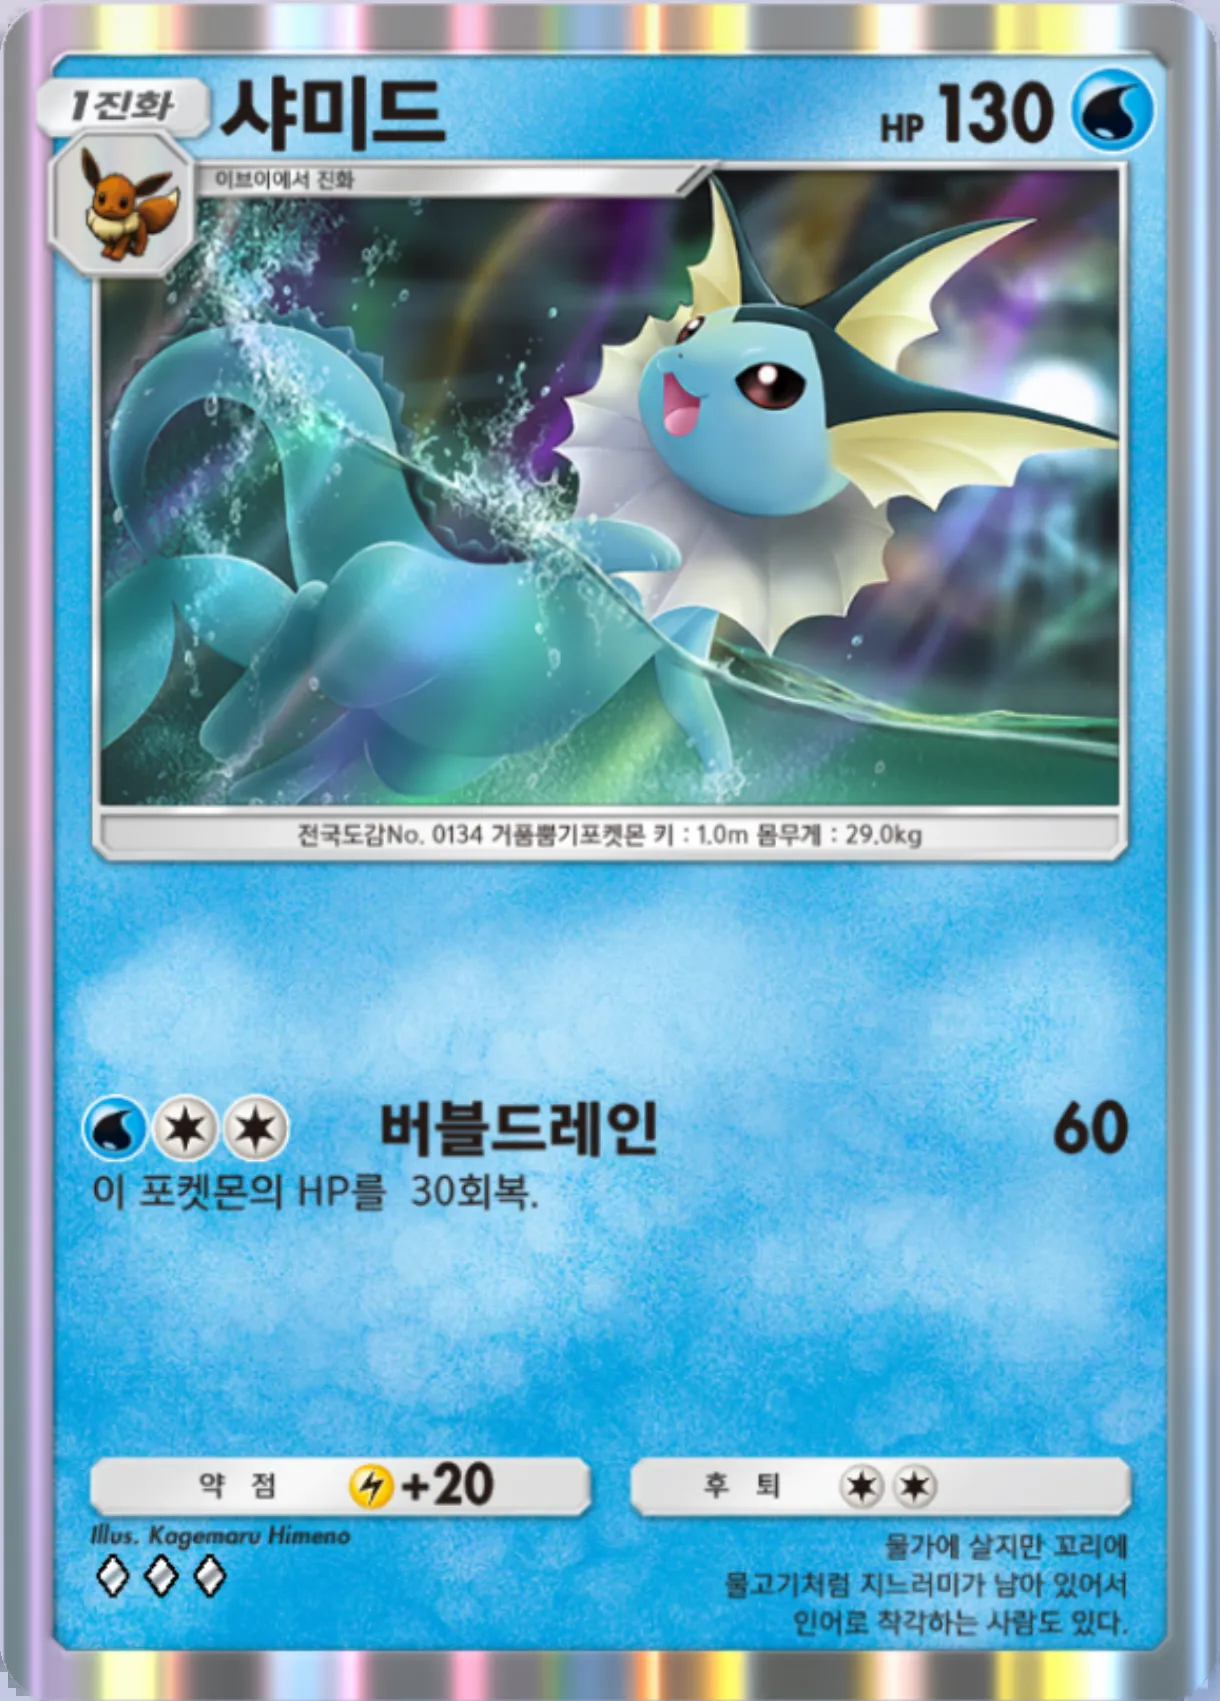 1진화
샤미드
HP 130
이브이에서 진화
전국도감No. 0134 거품뿜기포켓몬 키 : 1.0m 몸무게 : 29.0kg
버블드레인 60
이 포켓몬의 HP를 30회복.
약 점 +20
후 퇴
Illus. Kagemaru Himeno
물가에 살지만 꼬리에
물고기처럼 지느러미가 남아 있어서
인어로 착각하는 사람도 있다.